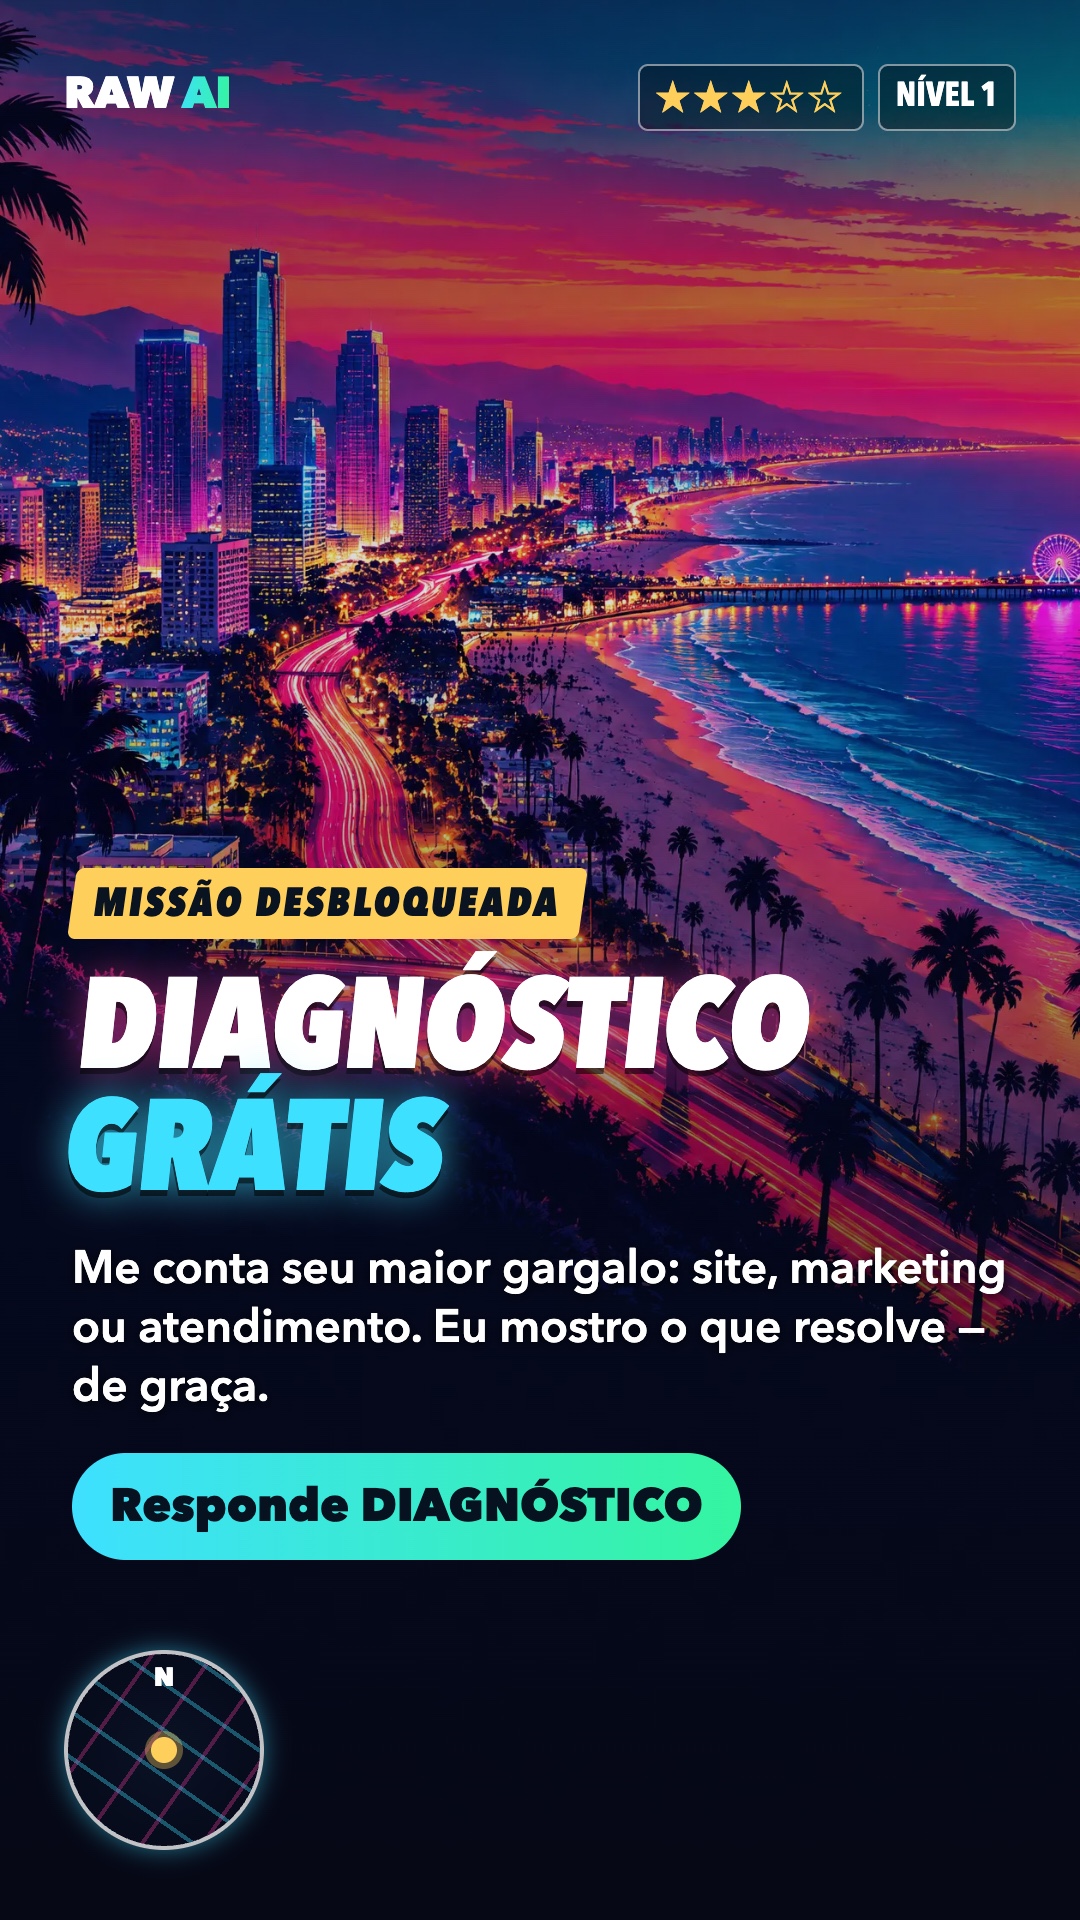 RAW AI
★★★☆☆
NÍVEL 1
MISSÃO DESBLOQUEADA
DIAGNÓSTICO
GRÁTIS
Me conta seu maior gargalo: site, marketing
ou atendimento. Eu mostro o que resolve —
de graça.
Responde DIAGNÓSTICO
N